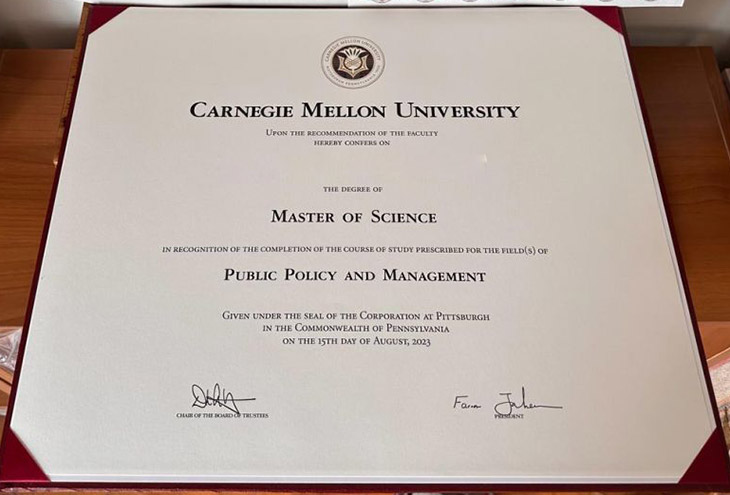 CARNEGIE MELLON UNIVERSITY
UPON THE RECOMMENDATION OF THE FACULTY
HEREBY CONFERS ON
THE DEGREE OF
MASTER OF SCIENCE
IN RECOGNITION OF THE COMPLETION OF THE COURSE OF STUDY PRESCRIBED FOR THE FIELD(S) OF
PUBLIC POLICY AND MANAGEMENT
GIVEN UNDER THE SEAL OF THE CORPORATION AT PITTSBURGH
IN THE COMMONWEALTH OF PENNSYLVANIA
ON THE 15TH DAY OF AUGUST, 2023
CHAIR OF THE BOARD OF TRUSTEES
PRESIDENT